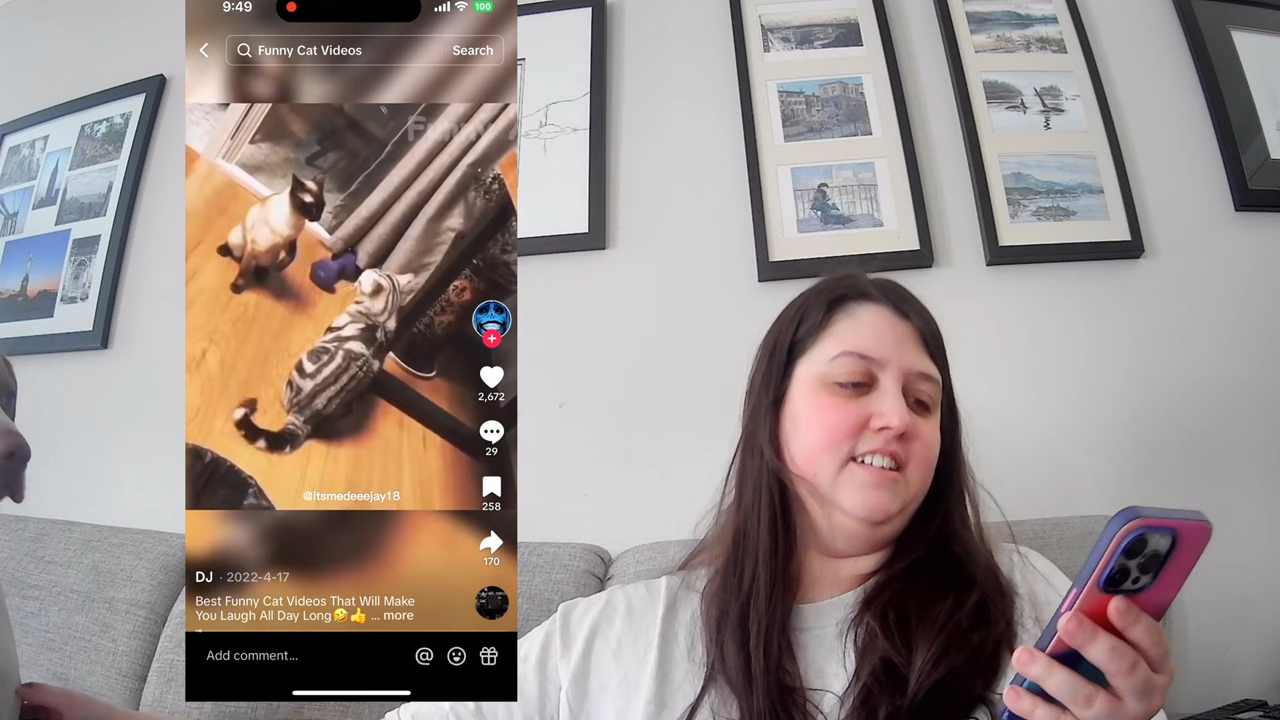 9:49
100
Funny Cat Videos
Search
2,672
29
@itsmedeeejay18
258
170
DJ · 2022-4-17
Best Funny Cat Videos That Will Make
You Laugh All Day Long🤣👍 ... more
Add comment...